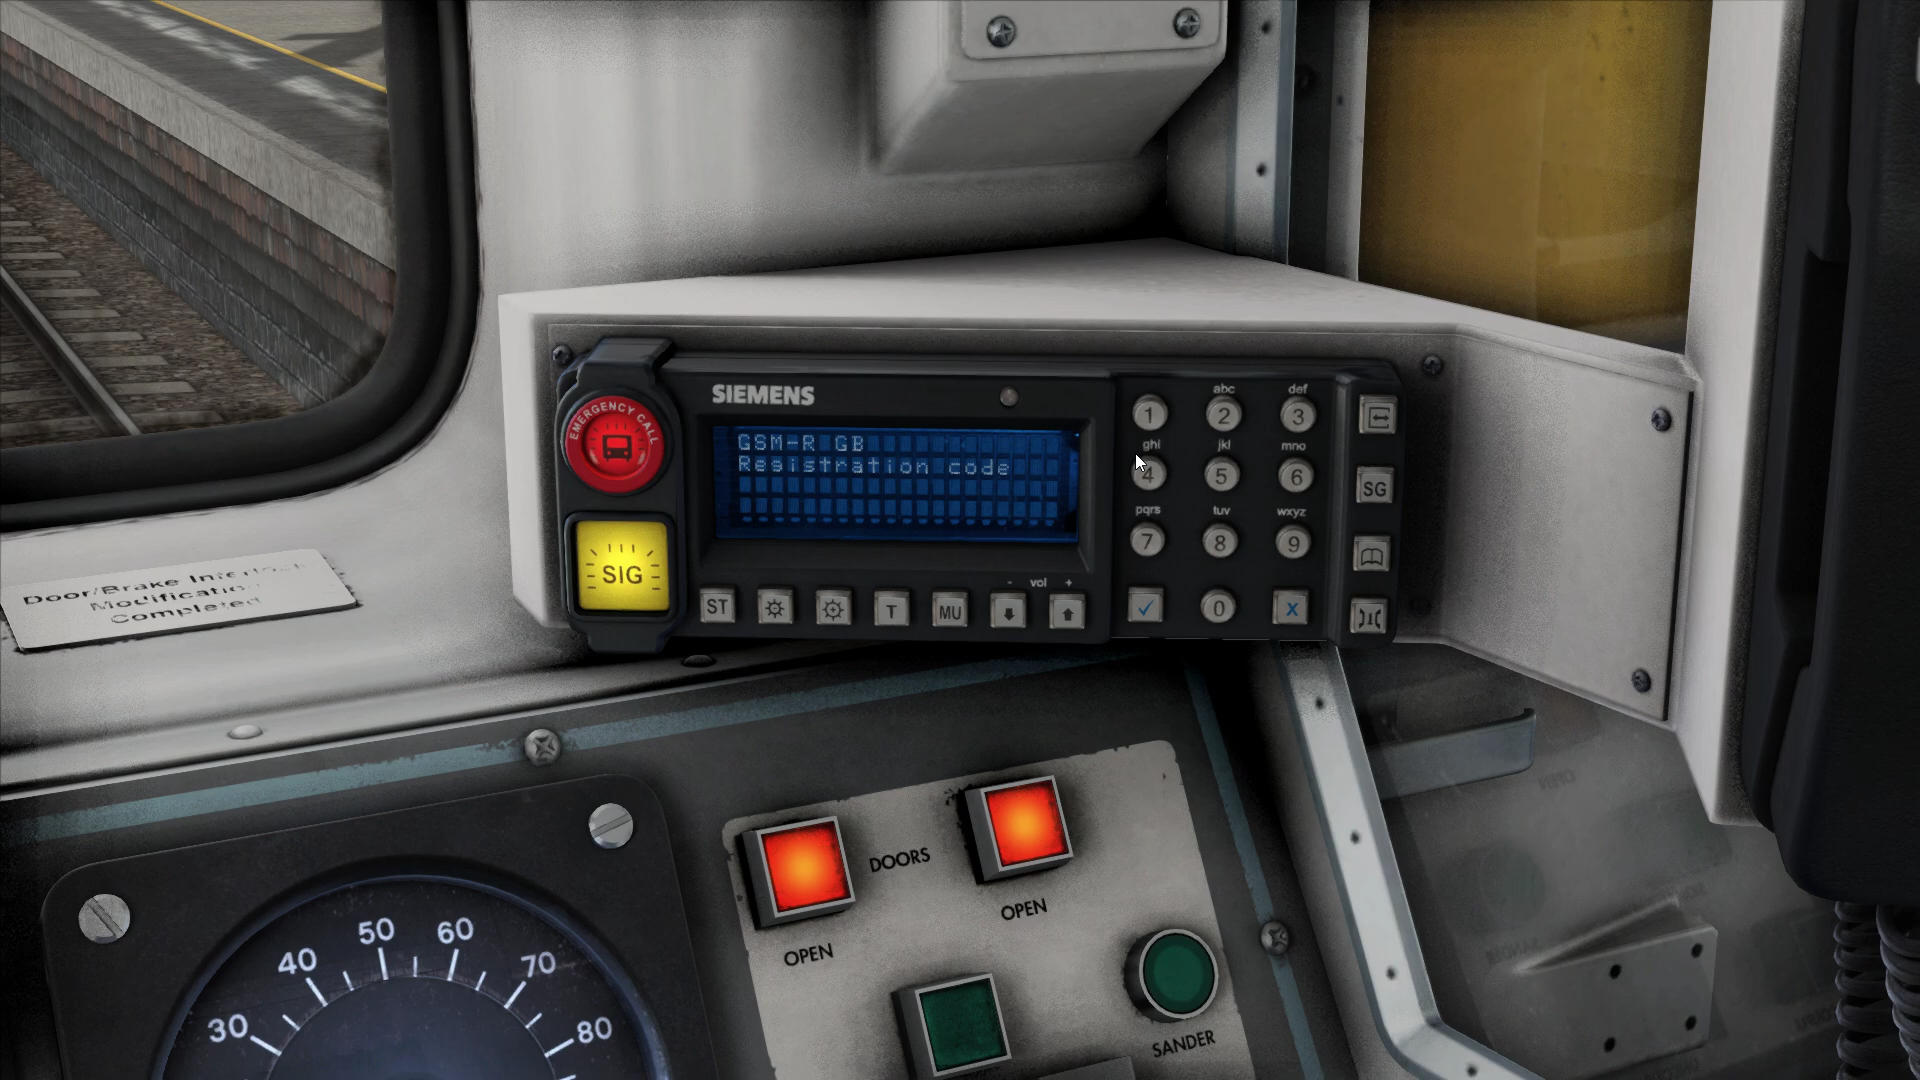 SIEMENS
EMERGENCY CALL
GSM-R GB
Registration code
SIG
- vol +
ST
T
MU
1
abc
2
def
3
ghi
4
jkl
5
mno
6
pqrs
7
tuv
8
wxyz
9
0
X
SG
Door/Brake
Modification
Completed
DOORS
OPEN
OPEN
SANDER
30
40
50
60
70
80